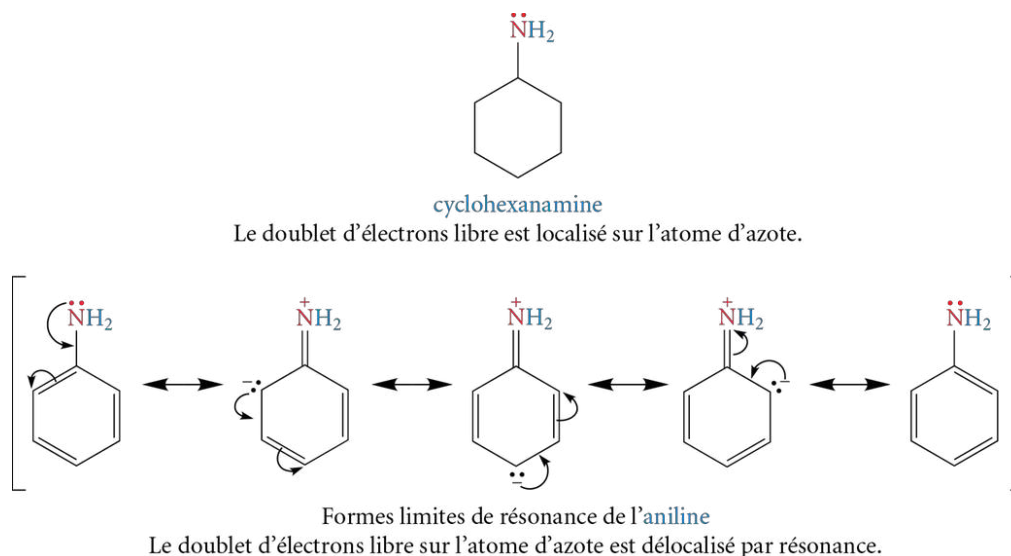 NH2
cyclohexanamine
Le doublet d’électrons libre est localisé sur l’atome d’azote.
NH2 +NH2 +NH2 +NH2 NH2
− − −
Formes limites de résonance de l’aniline
Le doublet d’électrons libre sur l’atome d’azote est délocalisé par résonance.